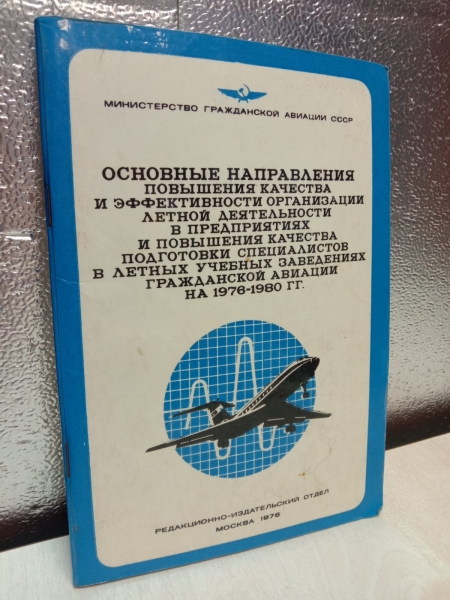 МИНИСТЕРСТВО ГРАЖДАНСКОЙ АВИАЦИИ СССР
ОСНОВНЫЕ НАПРАВЛЕНИЯ
ПОВЫШЕНИЯ КАЧЕСТВА
И ЭФФЕКТИВНОСТИ ОРГАНИЗАЦИИ
ЛЕТНОЙ ДЕЯТЕЛЬНОСТИ
В ПРЕДПРИЯТИЯХ
И ПОВЫШЕНИЯ КАЧЕСТВА
ПОДГОТОВКИ СПЕЦИАЛИСТОВ
В ЛЕТНЫХ УЧЕБНЫХ ЗАВЕДЕНИЯХ
ГРАЖДАНСКОЙ АВИАЦИИ
НА 1976-1980 ГГ.
РЕДАКЦИОННО-ИЗДАТЕЛЬСКИЙ ОТДЕЛ
МОСКВА 1976